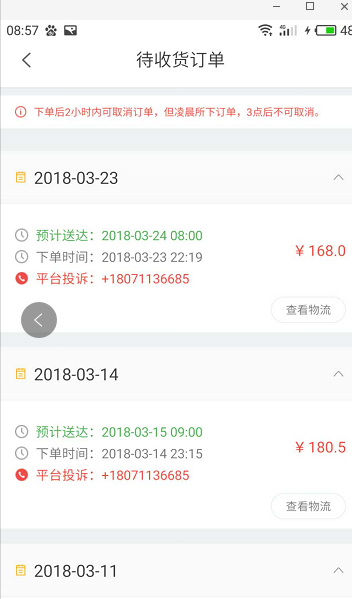 08:57
48
待收货订单
下单后2小时内可取消订单，但凌晨所下订单，3点后不可取消。
2018-03-23
预计送达：2018-03-24 08:00
下单时间：2018-03-23 22:19
¥ 168.0
平台投诉：+18071136685
查看物流
2018-03-14
预计送达：2018-03-15 09:00
下单时间：2018-03-14 23:15
¥ 180.5
平台投诉：+18071136685
查看物流
2018-03-11